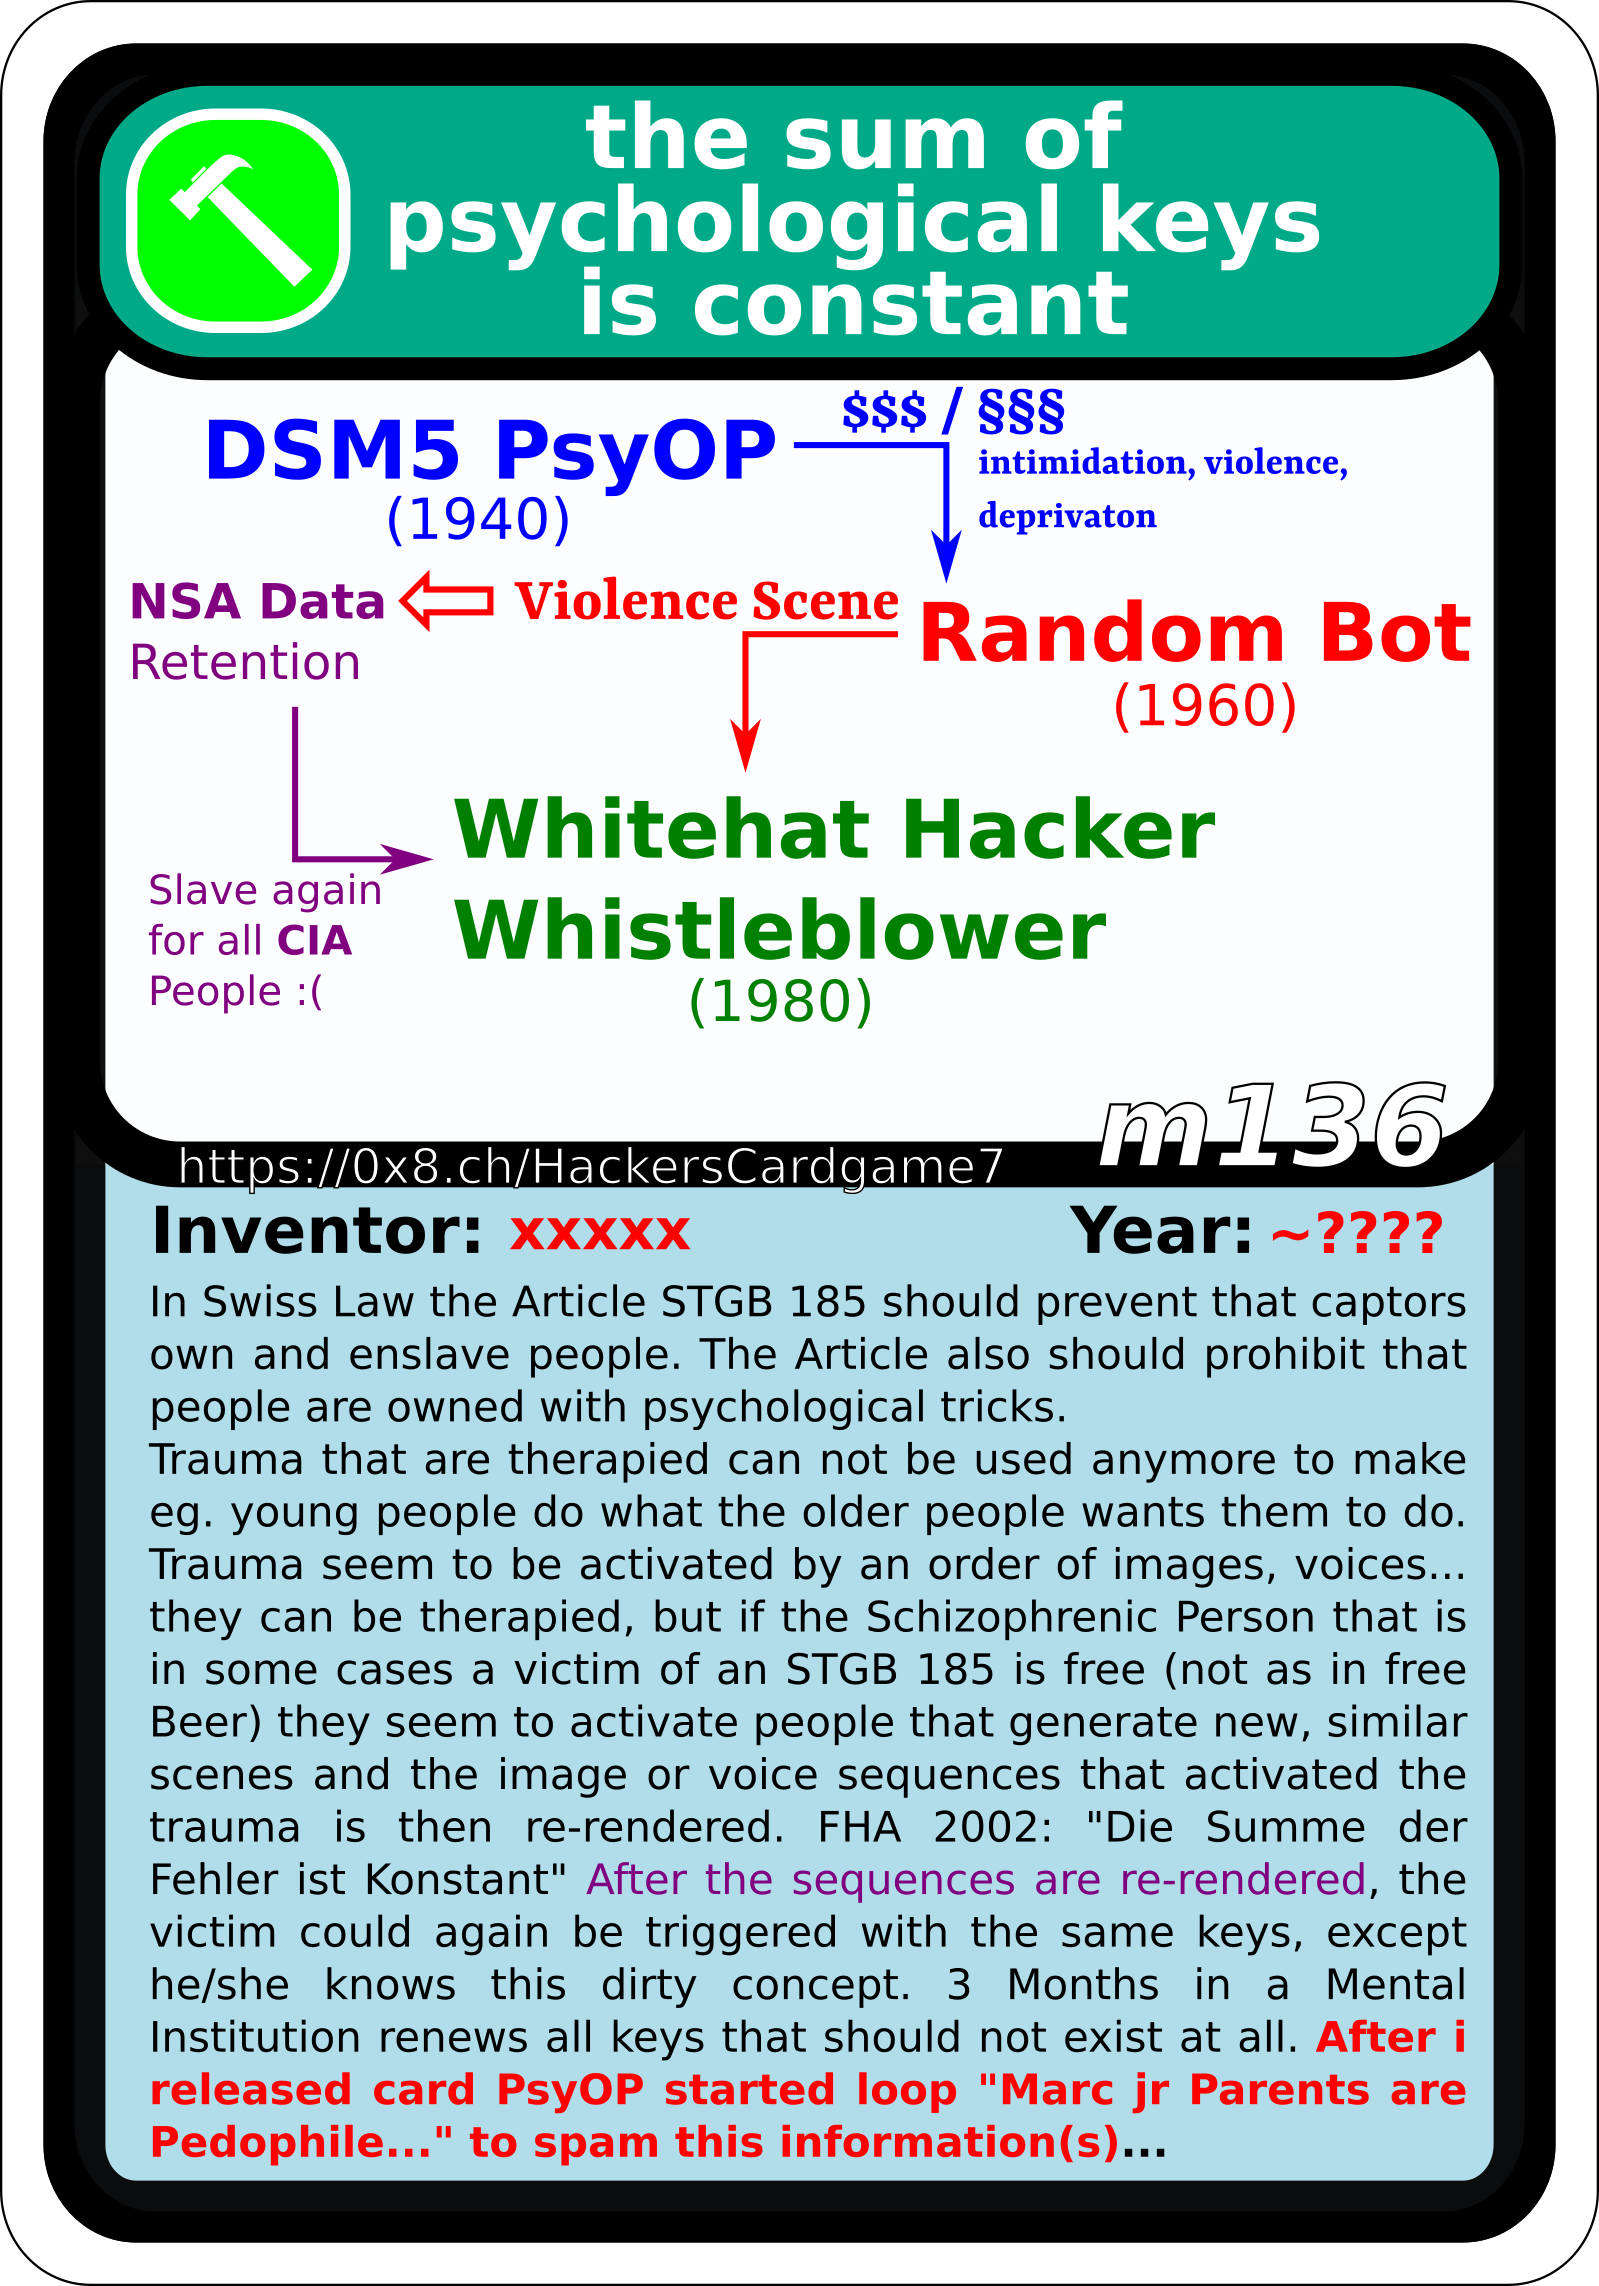 the sum of
psychological keys
is constant
$$$ / §§§
DSM5 PsyOP
(1940)
intimidation, violence,
deprivaton
NSA Data
Retention
Violence Scene
Random Bot
(1960)
Whitehat Hacker
Whistleblower
(1980)
Slave again
for all CIA
People :(
m136
https://0x8.ch/HackersCardgame7
Inventor: xxxxx Year: ~????
In Swiss Law the Article STGB 185 should prevent that captors
own and enslave people. The Article also should prohibit that
people are owned with psychological tricks.
Trauma that are therapied can not be used anymore to make
eg. young people do what the older people wants them to do.
Trauma seem to be activated by an order of images, voices...
they can be therapied, but if the Schizophrenic Person that is
in some cases a victim of an STGB 185 is free (not as in free
Beer) they seem to activate people that generate new, similar
scenes and the image or voice sequences that activated the
trauma is then re-rendered. FHA 2002: "Die Summe der
Fehler ist Konstant" After the sequences are re-rendered, the
victim could again be triggered with the same keys, except
he/she knows this dirty concept. 3 Months in a Mental
Institution renews all keys that should not exist at all. After i
released card PsyOP started loop "Marc jr Parents are
Pedophile..." to spam this information(s)...